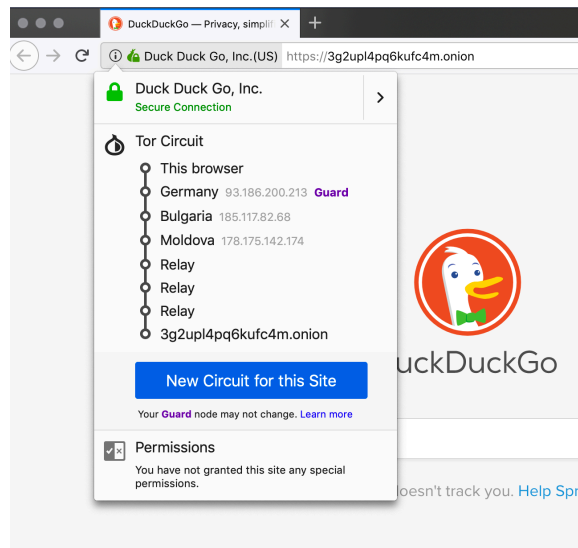 DuckDuckGo — Privacy, simplifi
Duck Duck Go, Inc.(US) https://3g2upl4pq6kufc4m.onion
Duck Duck Go, Inc.
Secure Connection
Tor Circuit
This browser
Germany 93.186.200.213 Guard
Bulgaria 185.117.82.68
Moldova 178.175.142.174
Relay
Relay
Relay
3g2upl4pq6kufc4m.onion
New Circuit for this Site
uckDuckGo
Your Guard node may not change. Learn more
Permissions
You have not granted this site any special
permissions.
oesn't track you. Help Spr